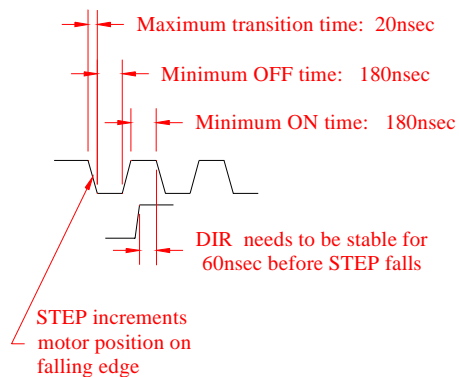 Maximum transition time: 20nsec
Minimum OFF time: 180nsec
Minimum ON time: 180nsec
DIR needs to be stable for
60nsec before STEP falls
STEP increments
motor position on
falling edge